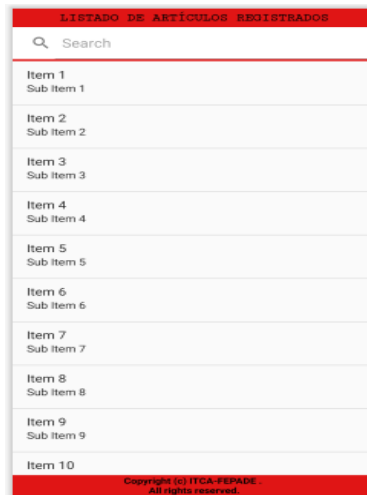 LISTADO DE ARTÍCULOS REGISTRADOS
Search
Item 1
Sub Item 1
Item 2
Sub Item 2
Item 3
Sub Item 3
Item 4
Sub Item 4
Item 5
Sub Item 5
Item 6
Sub Item 6
Item 7
Sub Item 7
Item 8
Sub Item 8
Item 9
Sub Item 9
Item 10
Copyright (c) ITCA-FEPADE .
All rights reserved.